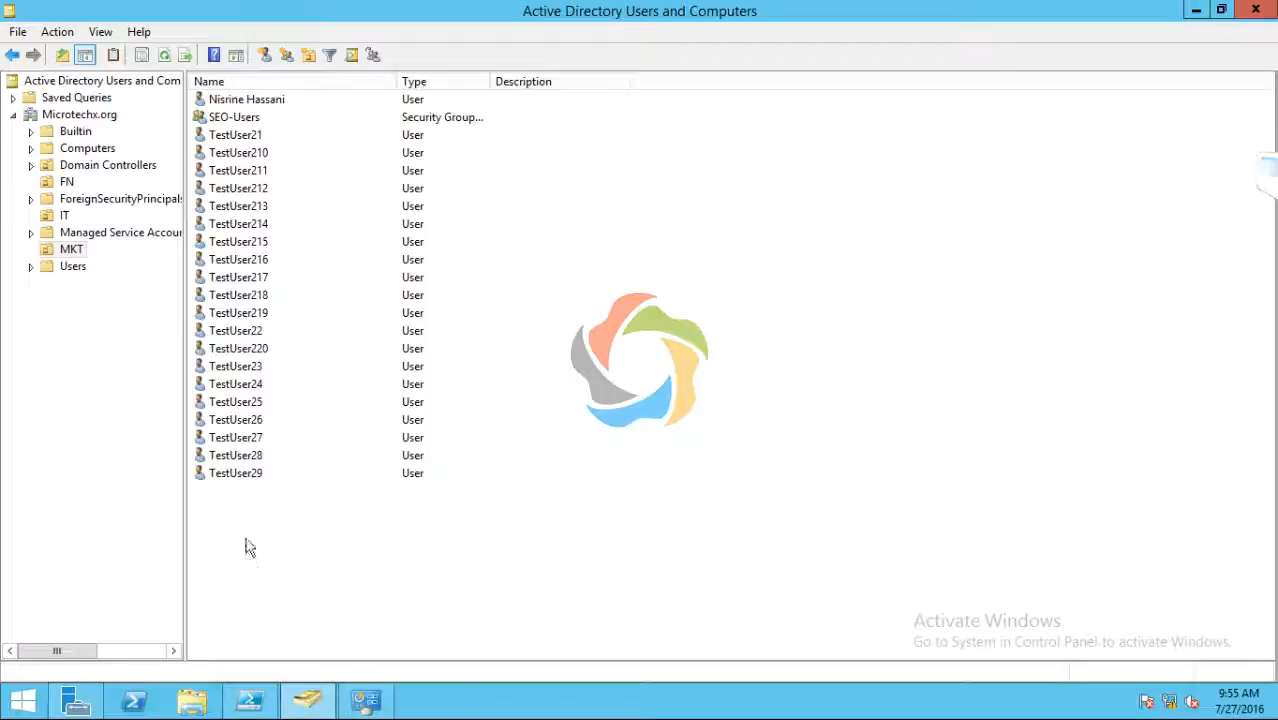 Active Directory Users and Computers
File Action View Help
Active Directory Users and Com
Saved Queries
Microtechx.org
Builtin
Computers
Domain Controllers
FN
ForeignSecurityPrincipals
IT
Managed Service Accou
MKT
Users
Name Type Description
Nisrine Hassani User
SEO-Users Security Group...
TestUser21 User
TestUser210 User
TestUser211 User
TestUser212 User
TestUser213 User
TestUser214 User
TestUser215 User
TestUser216 User
TestUser217 User
TestUser218 User
TestUser219 User
TestUser22 User
TestUser220 User
TestUser23 User
TestUser24 User
TestUser25 User
TestUser26 User
TestUser27 User
TestUser28 User
TestUser29 User
Activate Windows
Go to System in Control Panel to activate Windows.
9:55 AM
7/27/2016